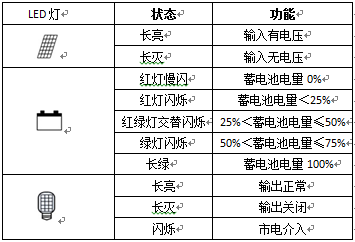 LED灯 状态 功能
长亮 输入有电压
长灭 输入无电压
红灯慢闪 蓄电池电量 0%
红灯闪烁 蓄电池电量＜25%
红绿灯交替闪烁 25%＜蓄电池电量≤50%
绿灯闪烁 50%＜蓄电池电量≤75%
长绿 蓄电池电量 100%
长亮 输出正常
长灭 输出关闭
闪烁 市电介入